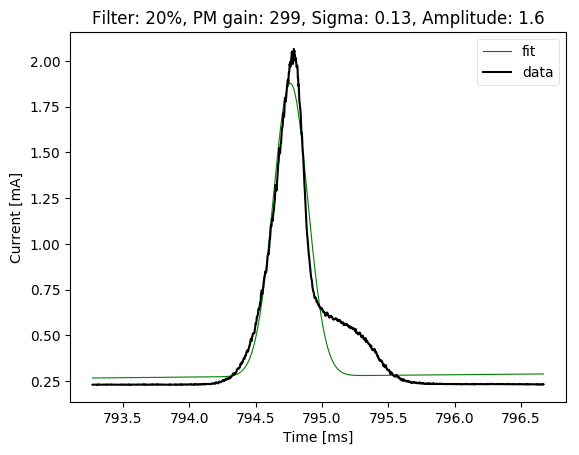 Filter: 20%, PM gain: 299, Sigma: 0.13, Amplitude: 1.6
fit
data
2.00
1.75
1.50
1.25
1.00
0.75
0.50
0.25
Current [mA]
793.5 794.0 794.5 795.0 795.5 796.0 796.5
Time [ms]